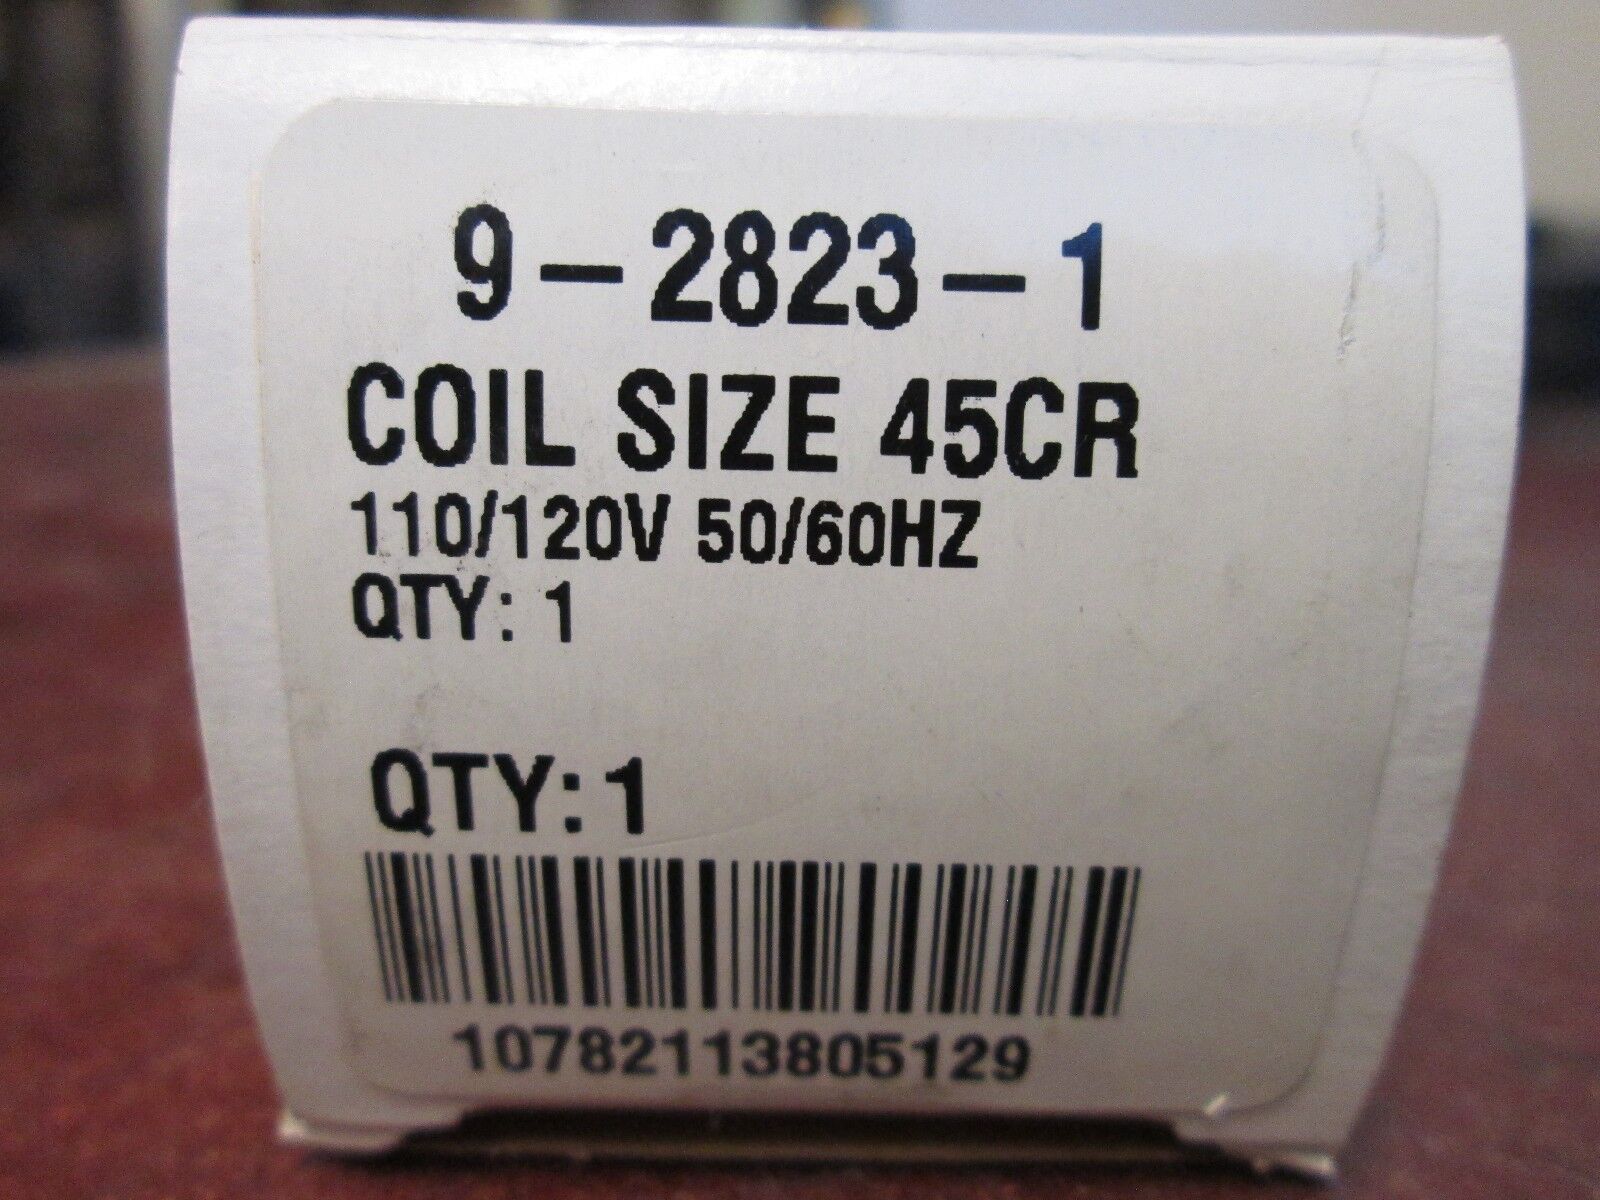 9-2823-1
COIL SIZE 45CR
110/120V 50/60HZ
QTY: 1
QTY: 1
10782113805129